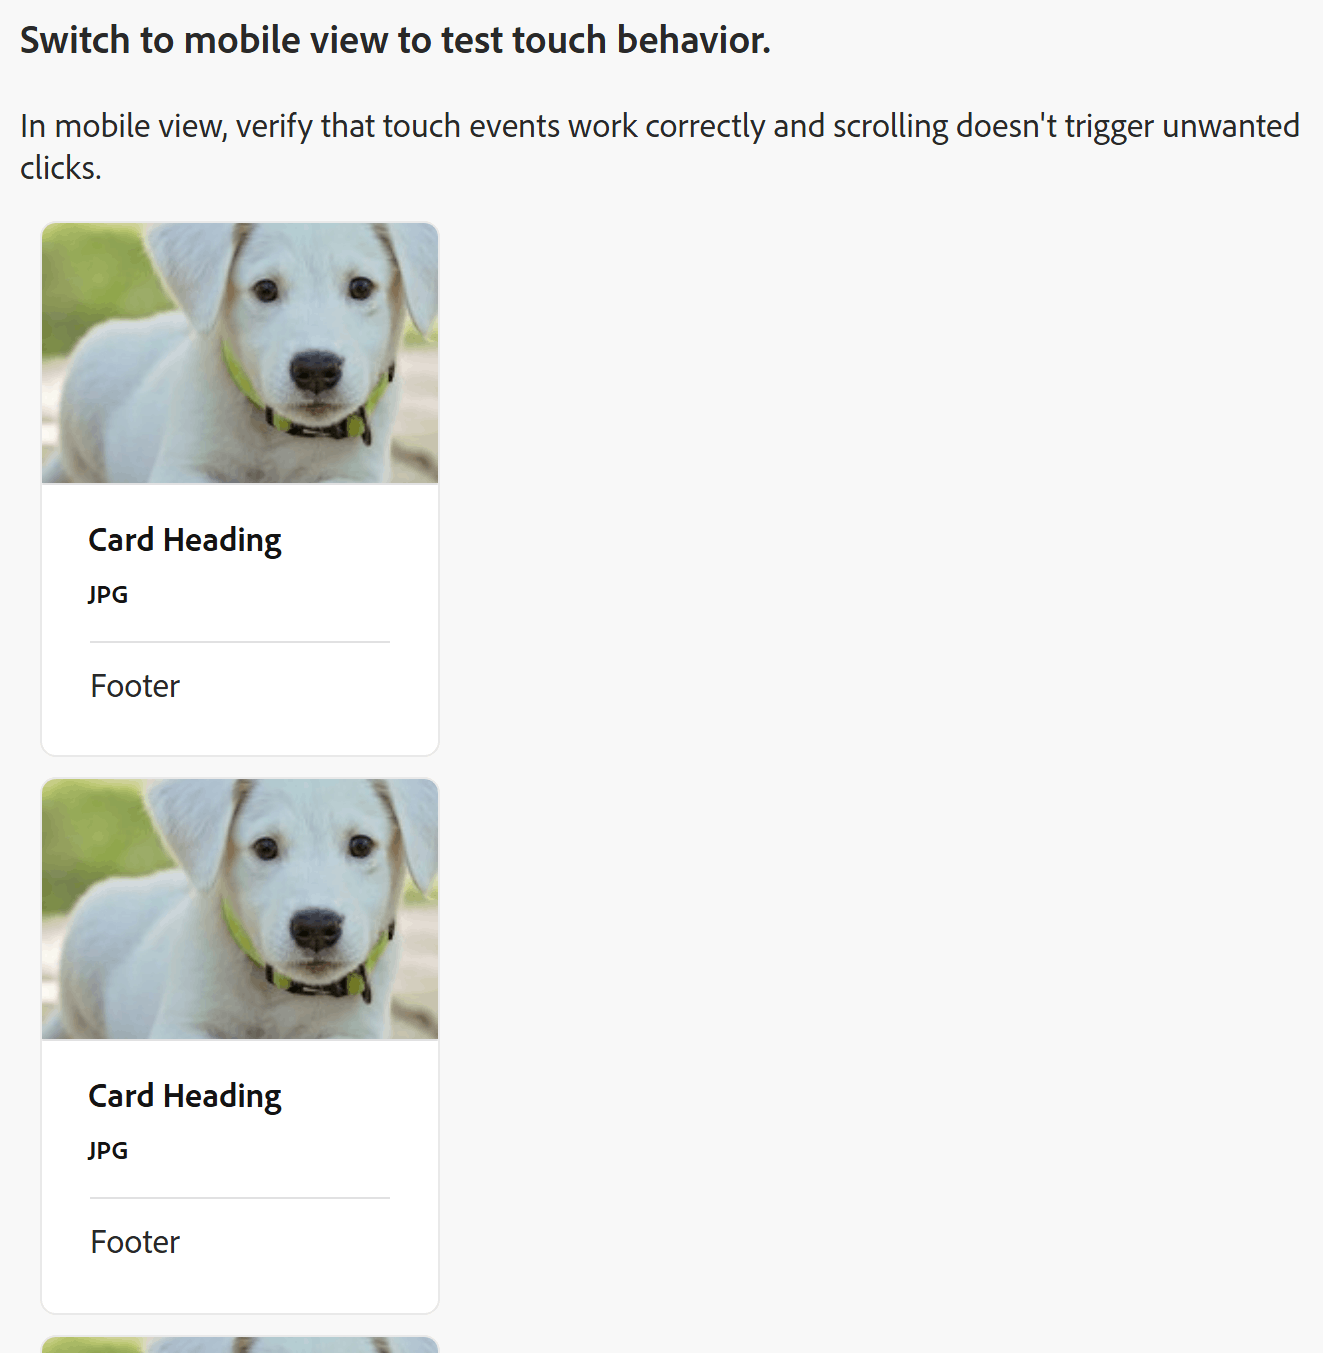 Switch to mobile view to test touch behavior.
In mobile view, verify that touch events work correctly and scrolling doesn't trigger unwanted
clicks.
Card Heading
JPG
Footer
Card Heading
JPG
Footer